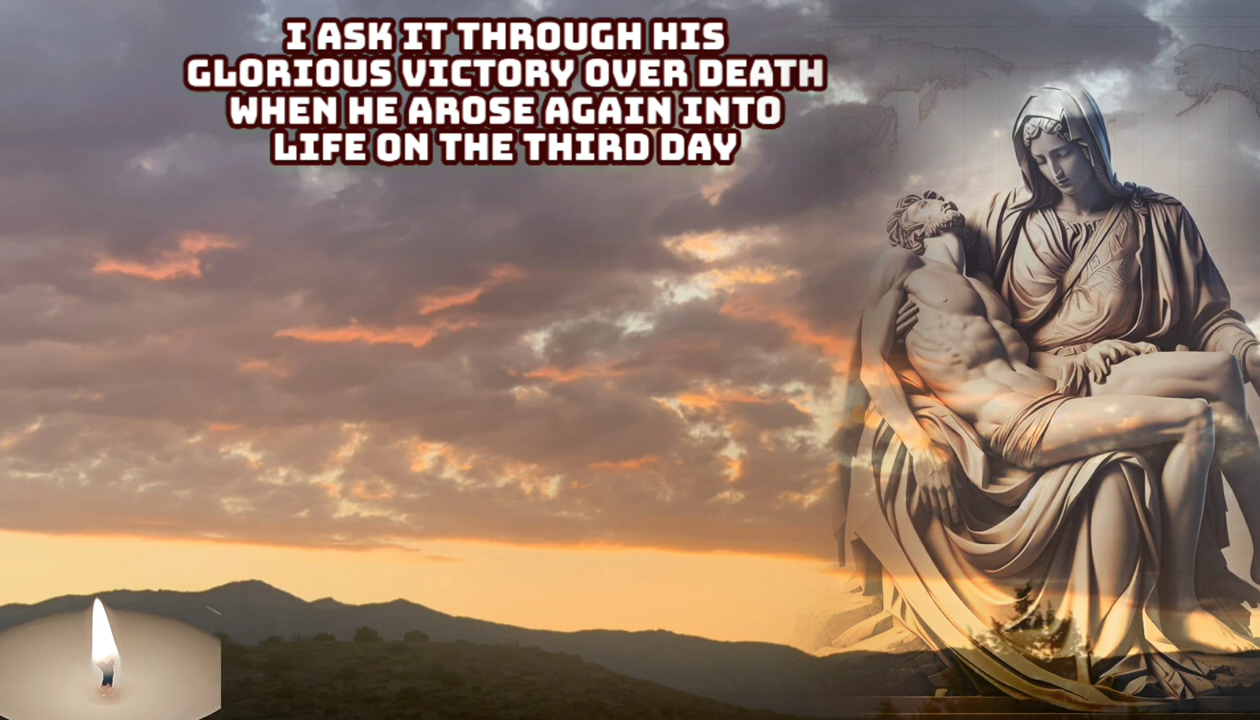 I ASK IT THROUGH HIS
GLORIOUS VICTORY OVER DEATH
WHEN HE AROSE AGAIN INTO
LIFE ON THE THIRD DAY